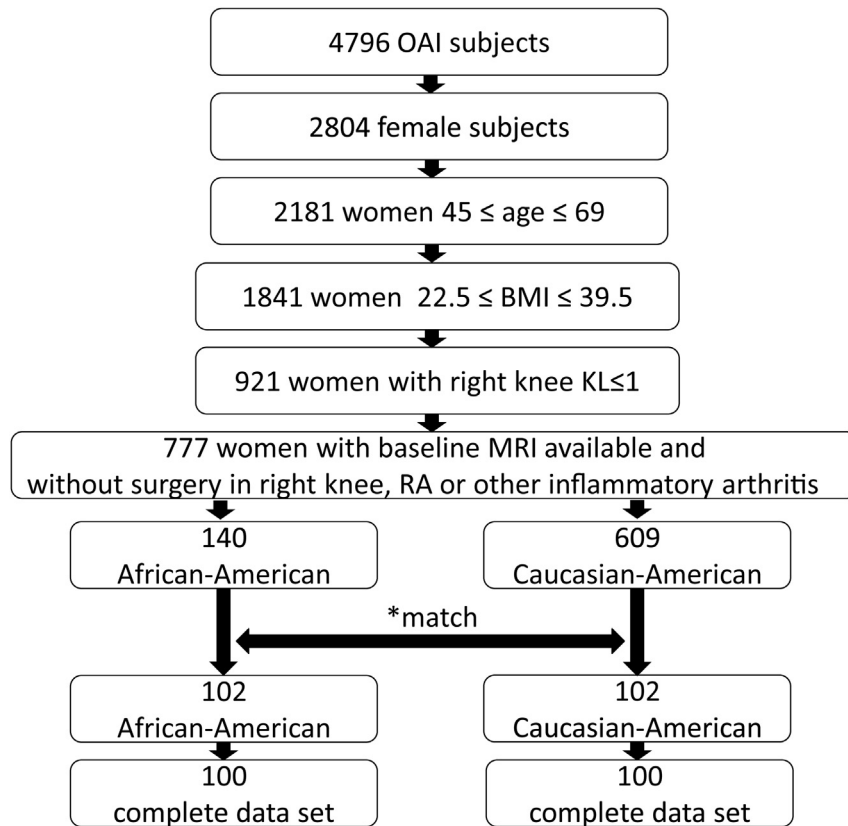 4796 OAI subjects
2804 female subjects
2181 women 45 ≤ age ≤ 69
1841 women  22.5 ≤ BMI ≤ 39.5
921 women with right knee KL≤1
777 women with baseline MRI available and
without surgery in right knee, RA or other inflammatory arthritis
140
African-American
609
Caucasian-American
*match
102
African-American
102
Caucasian-American
100
complete data set
100
complete data set